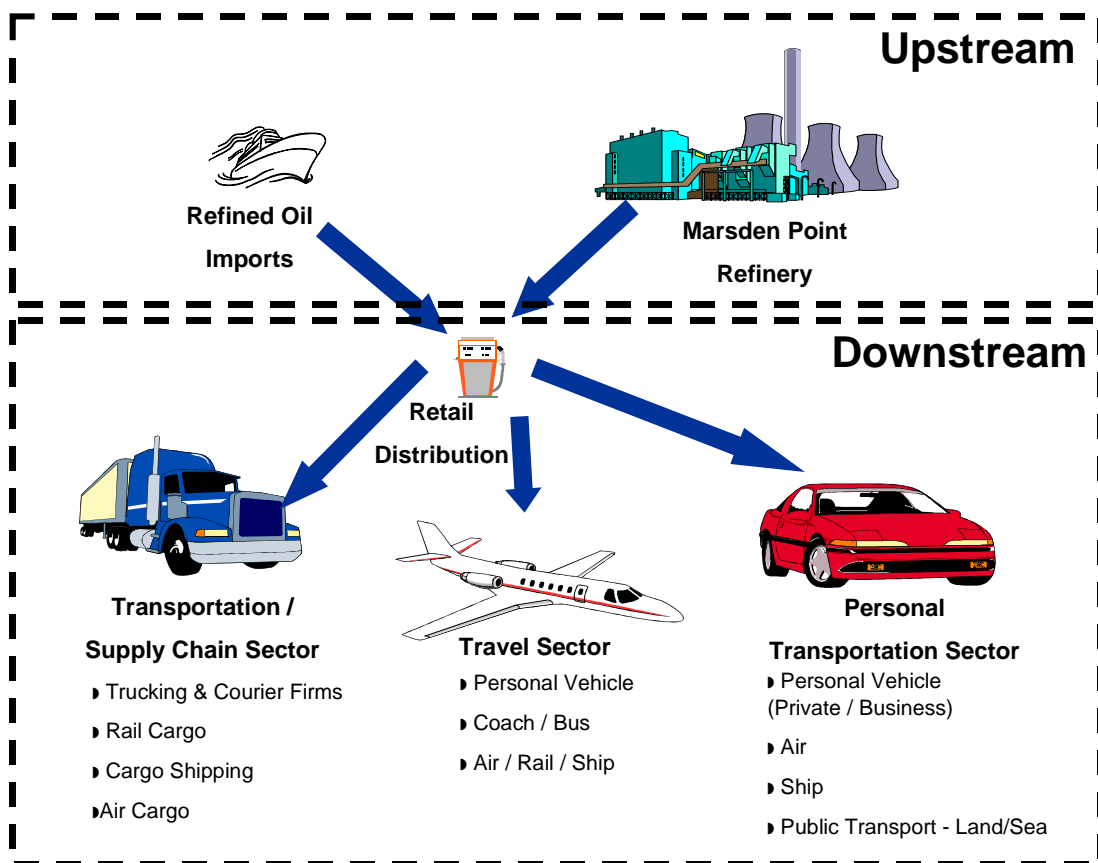 Upstream
Refined Oil
Imports
Marsden Point
Refinery
Downstream
Retail
Distribution
Transportation /
Supply Chain Sector
◗ Trucking & Courier Firms
◗ Rail Cargo
◗ Cargo Shipping
◗Air Cargo
Travel Sector
◗ Personal Vehicle
◗ Coach / Bus
◗ Air / Rail / Ship
Personal
Transportation Sector
◗ Personal Vehicle
(Private / Business)
◗ Air
◗ Ship
◗ Public Transport - Land/Sea